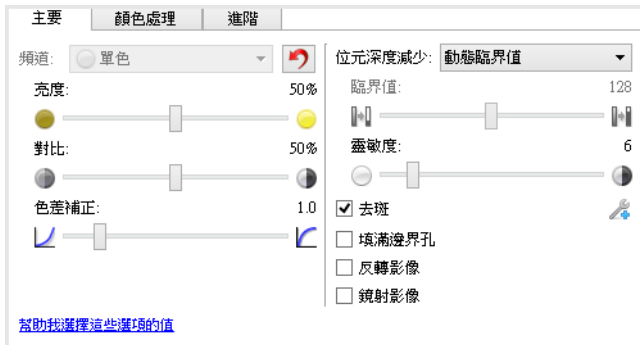 主要 顏色處理 進階
頻道: 單色
亮度: 50%
對比: 50%
色差補正: 1.0
幫助我選擇這些選項的值
位元深度減少: 動態臨界值
臨界值: 128
靈敏度: 6
去斑
填滿邊界孔
反轉影像
鏡射影像